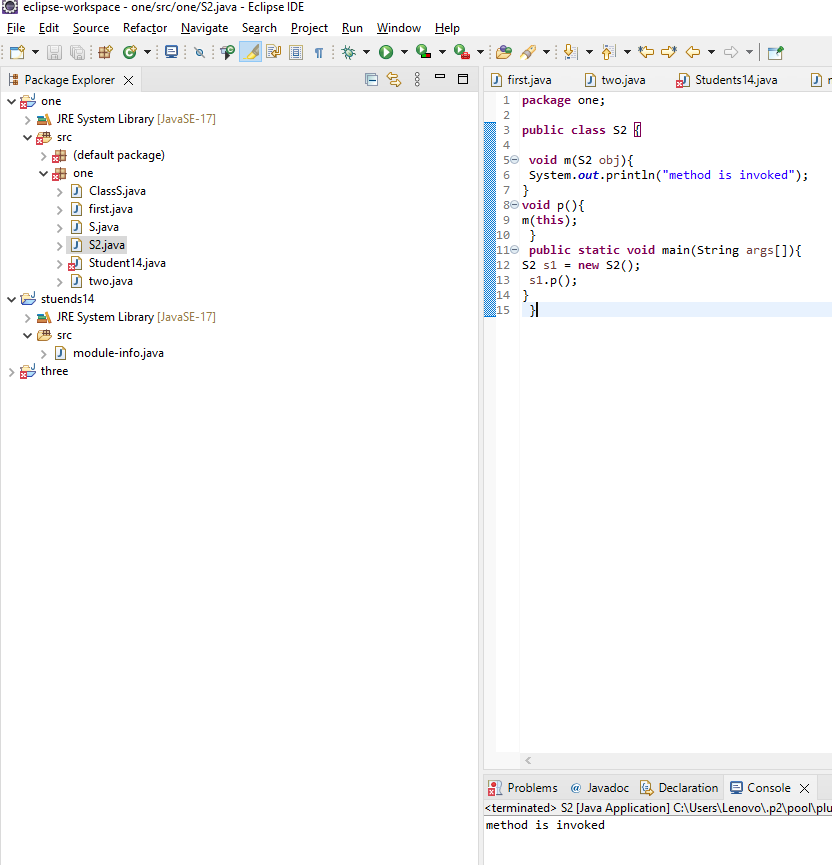 eclipse-workspace - one/src/one/S2.java - Eclipse IDE
File Edit Source Refactor Navigate Search Project Run Window Help
Package Explorer
one
JRE System Library [JavaSE-17]
src
(default package)
one
ClassS.java
first.java
S.java
S2.java
Student14.java
two.java
stuends14
JRE System Library [JavaSE-17]
src
module-info.java
three
first.java two.java Students14.java
1 package one;
2
3 public class S2 {
4
5 void m(S2 obj){
6 System.out.println("method is invoked");
7 }
8 void p(){
9 m(this);
10 }
11 public static void main(String args[]){
12 S2 s1 = new S2();
13 s1.p();
14 }
15 }
Problems @ Javadoc Declaration Console
<terminated> S2 [Java Application] C:\Users\Lenovo\.p2\pool\plu
method is invoked